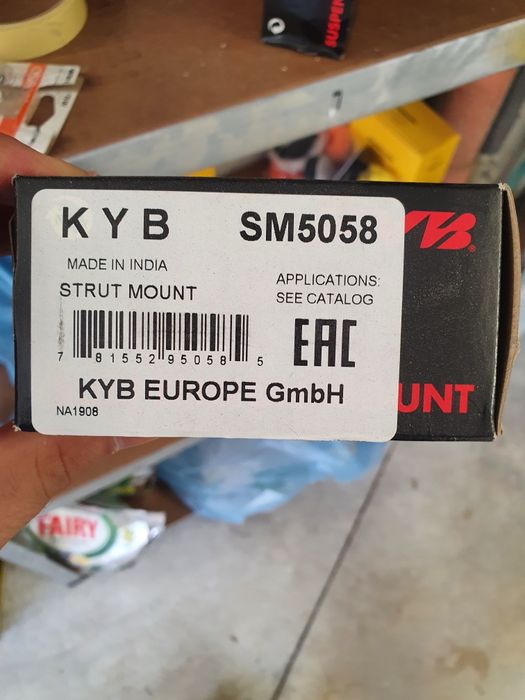 SUSPEN
K Y B
SM5058
KYB®
MADE IN INDIA
STRUT MOUNT
APPLICATIONS:
SEE CATALOG
7 81552 95058 5
EAC
KYB EUROPE GmbH
UNT
NA1908
FAIRY